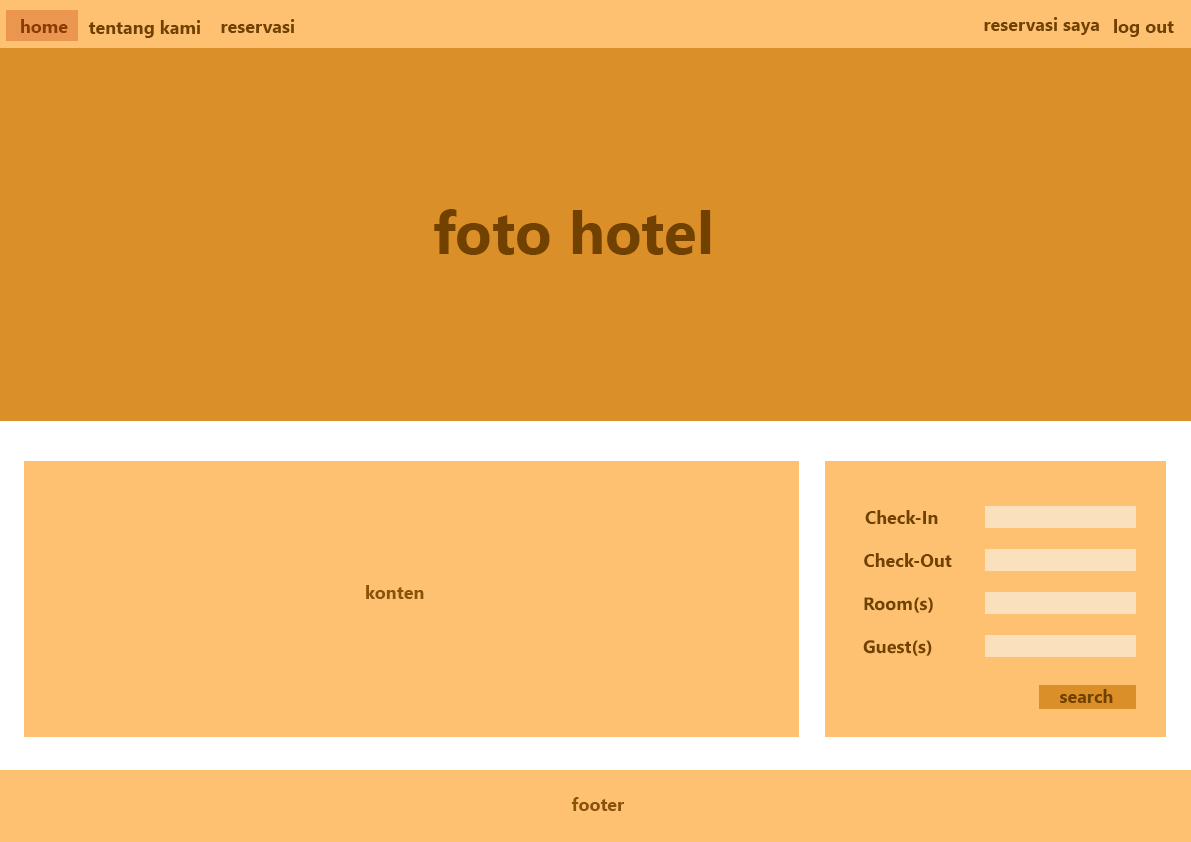 home tentang kami reservasi reservasi saya log out
foto hotel
konten
Check-In
Check-Out
Room(s)
Guest(s)
search
footer